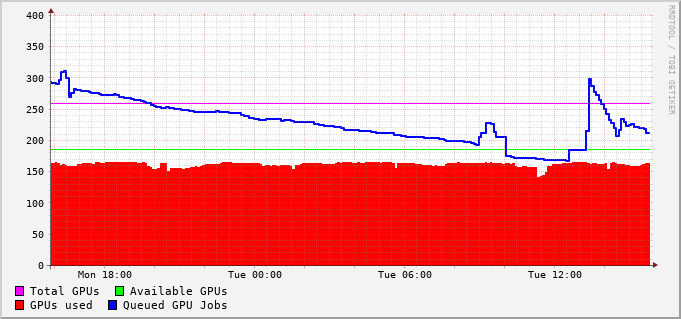 400
350
300
250
200
150
100
50
0
Mon 18:00 Tue 00:00 Tue 06:00 Tue 12:00
Total GPUs Available GPUs
GPUs used Queued GPU Jobs
RRDTOOL / TOBI OETIKER